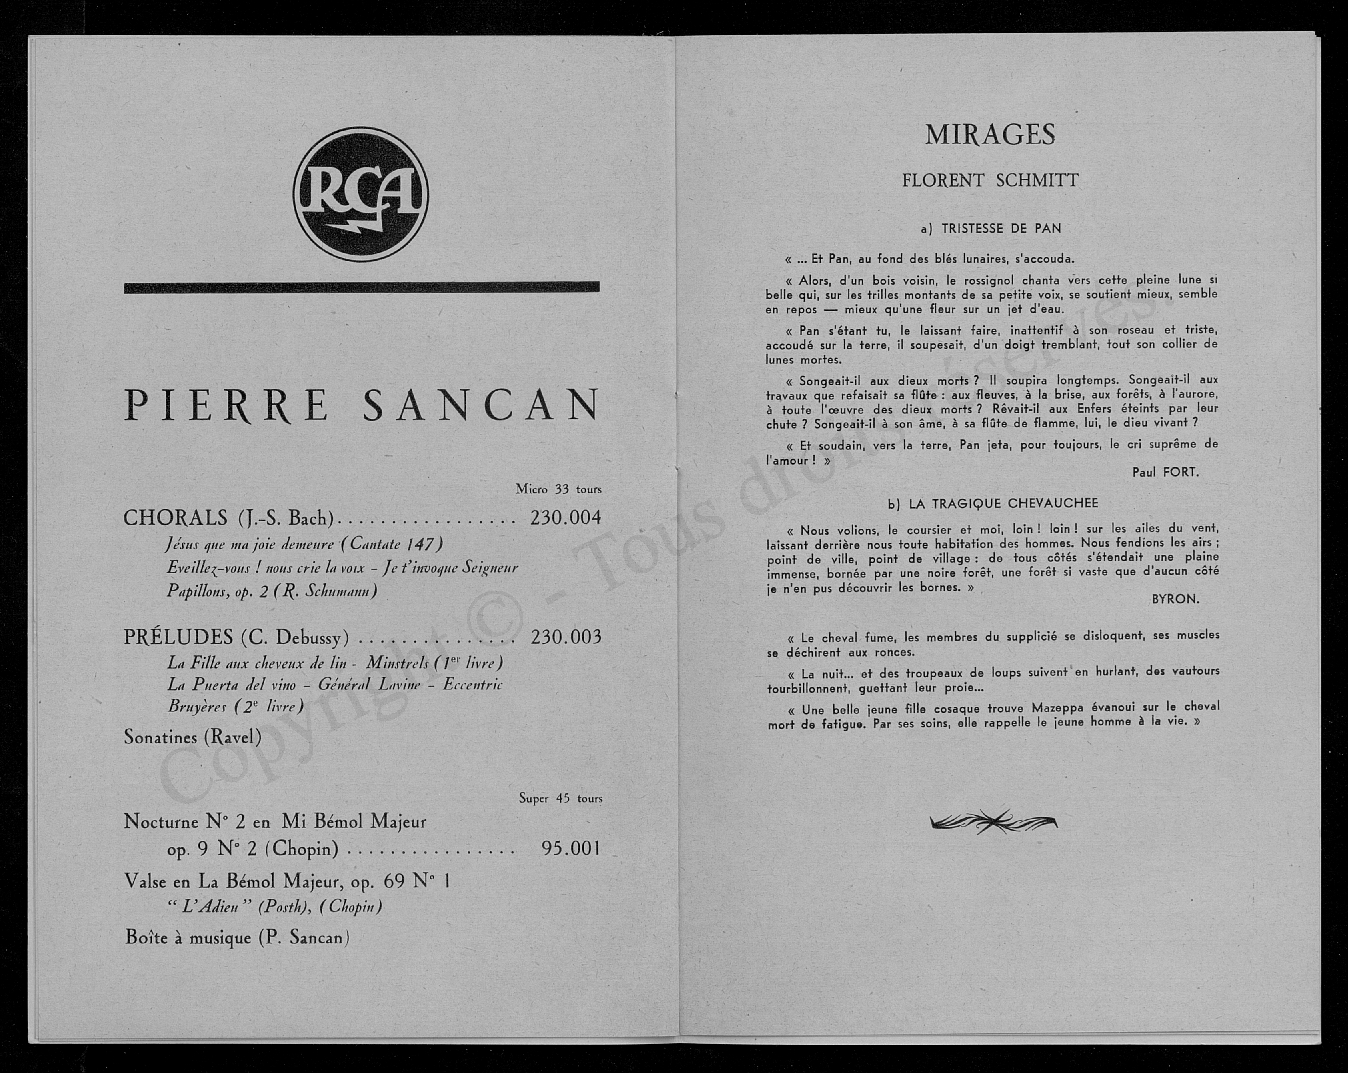 RCA
PIERRE SANCAN
Micro 33 tours
CHORALS (J.-S. Bach) . . . . . . . . . . . . . . . . . 230.004
Jésus que ma joie demeure (Cantate 147)
Eveillez-vous ! nous crie la voix - Je t'invoque Seigneur
Papillons, op. 2 (R. Schumann)
PRÉLUDES (C. Debussy) . . . . . . . . . . . . . . . 230.003
La Fille aux cheveux de lin - Minstrels (1er livre)
La Puerta del vino - Général Lavine - Eccentric
Bruyères (2e livre)
Sonatines (Ravel)
Super 45 tours
Nocturne N° 2 en Mi Bémol Majeur
op. 9 N° 2 (Chopin) . . . . . . . . . . . . . . . . 95.001
Valse en La Bémol Majeur, op. 69 N° 1
“ L'Adieu ” (Posth), (Chopin)
Boîte à musique (P. Sancan)
MIRAGES
FLORENT SCHMITT
a) TRISTESSE DE PAN
« ... Et Pan, au fond des blés lunaires, s'accouda.
« Alors, d'un bois voisin, le rossignol chanta vers cette pleine lune si
belle qui, sur les trilles montants de sa petite voix, se soutient mieux, semble
en repos — mieux qu'une fleur sur un jet d'eau.
« Pan s'étant tu, le laissant faire, inattentif à son roseau et triste,
accoudé sur la terre, il soupesait, d'un doigt tremblant, tout son collier de
lunes mortes.
« Songeait-il aux dieux morts ? Il soupira longtemps. Songeait-il aux
travaux que refaisait sa flûte : aux fleuves, à la brise, aux forêts, à l'aurore,
à toute l'œuvre des dieux morts ? Rêvait-il aux Enfers éteints par leur
chute ? Songeait-il à son âme, à sa flûte de flamme, lui, le dieu vivant ?
« Et soudain, vers la terre, Pan jeta, pour toujours, le cri suprême de
l'amour ! »
Paul FORT.
b) LA TRAGIQUE CHEVAUCHEE
« Nous volions, le coursier et moi, loin ! loin ! sur les ailes du vent,
laissant derrière nous toute habitation des hommes. Nous fendions les airs ;
point de ville, point de village : de tous côtés s'étendait une plaine
immense, bornée par une noire forêt, une forêt si vaste que d'aucun côté
je n'en pus découvrir les bornes. »
BYRON.
« Le cheval fume, les membres du supplicié se disloquent, ses muscles
se déchirent aux ronces.
« La nuit... et des troupeaux de loups suivent en hurlant, des vautours
tourbillonnent, guettant leur proie...
« Une belle jeune fille cosaque trouve Mazeppa évanoui sur le cheval
mort de fatigue. Par ses soins, elle rappelle le jeune homme à la vie. »
Copyright © - Tous droits réservés.